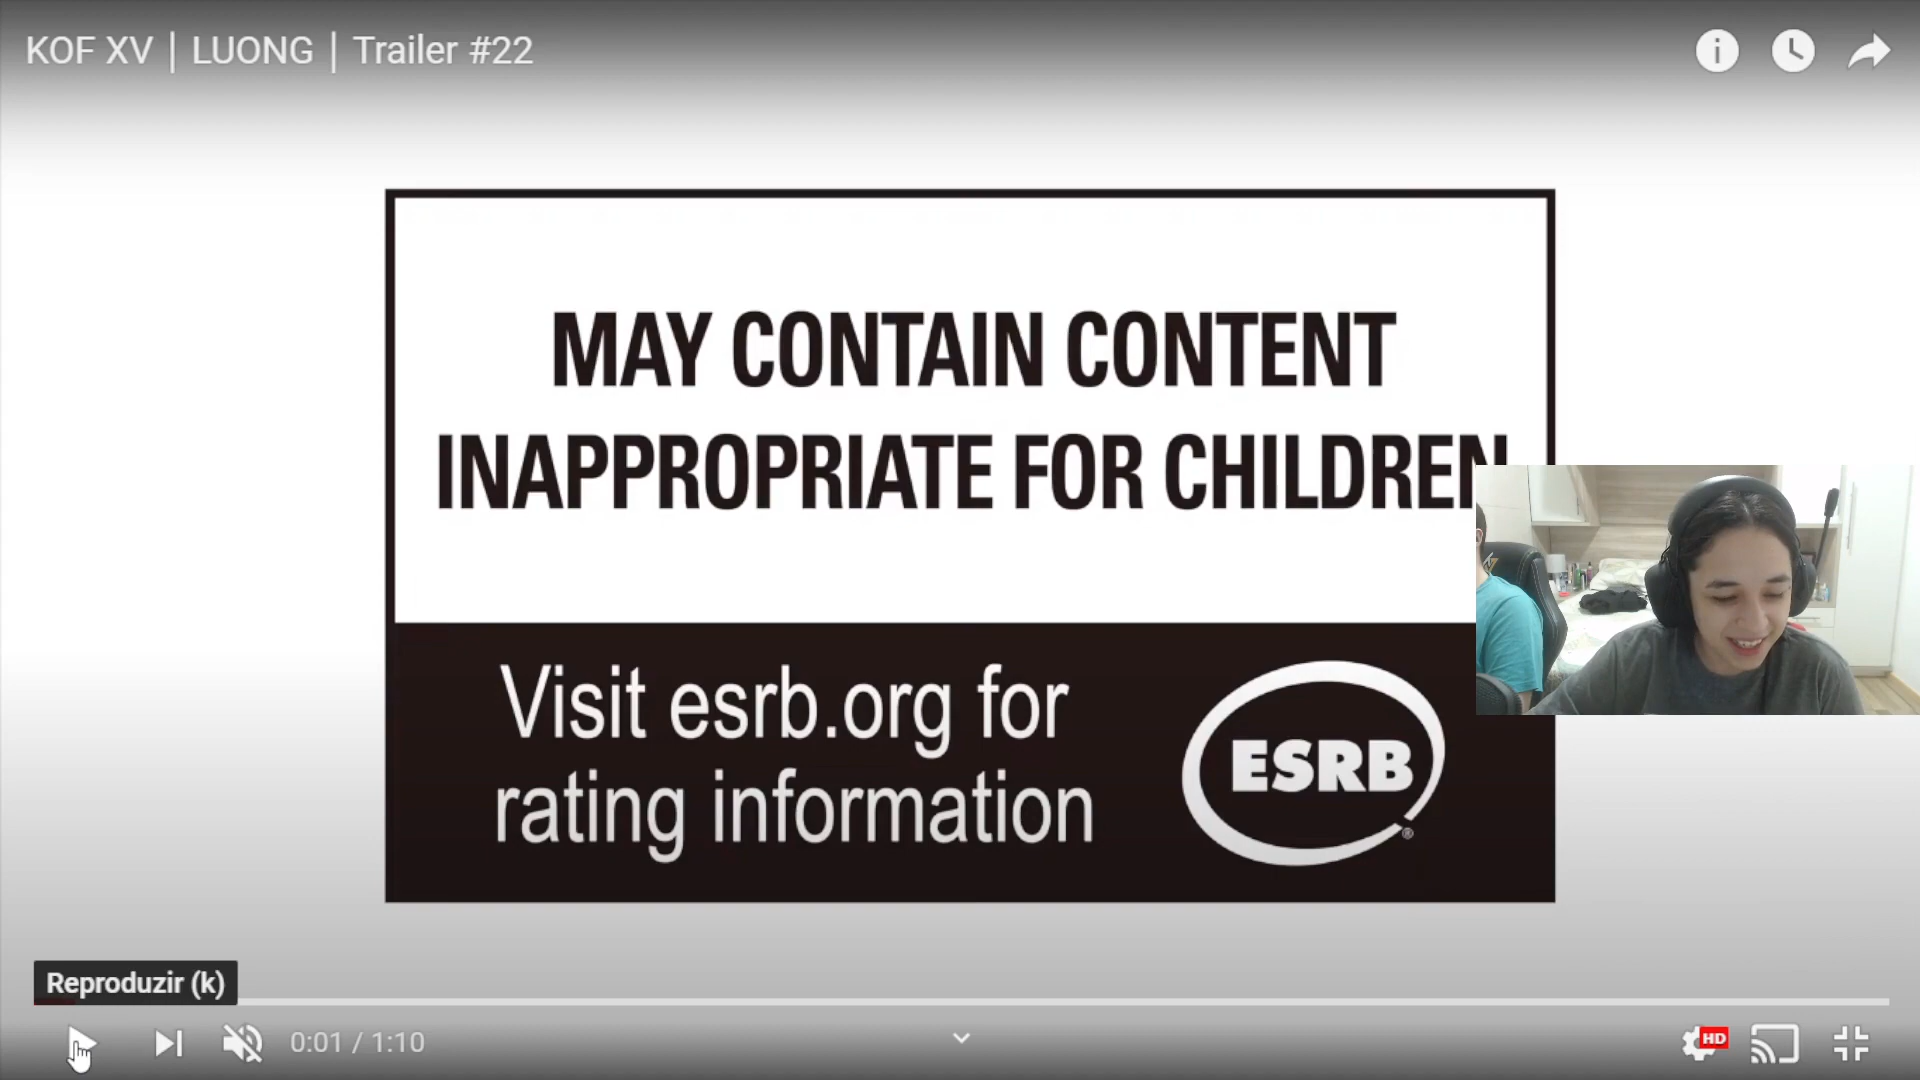 KOF XV | LUONG | Trailer #22
MAY CONTAIN CONTENT
INAPPROPRIATE FOR CHILDREN
Visit esrb.org for
rating information
ESRB
®
Reproduzir (k)
0:01 / 1:10
HD